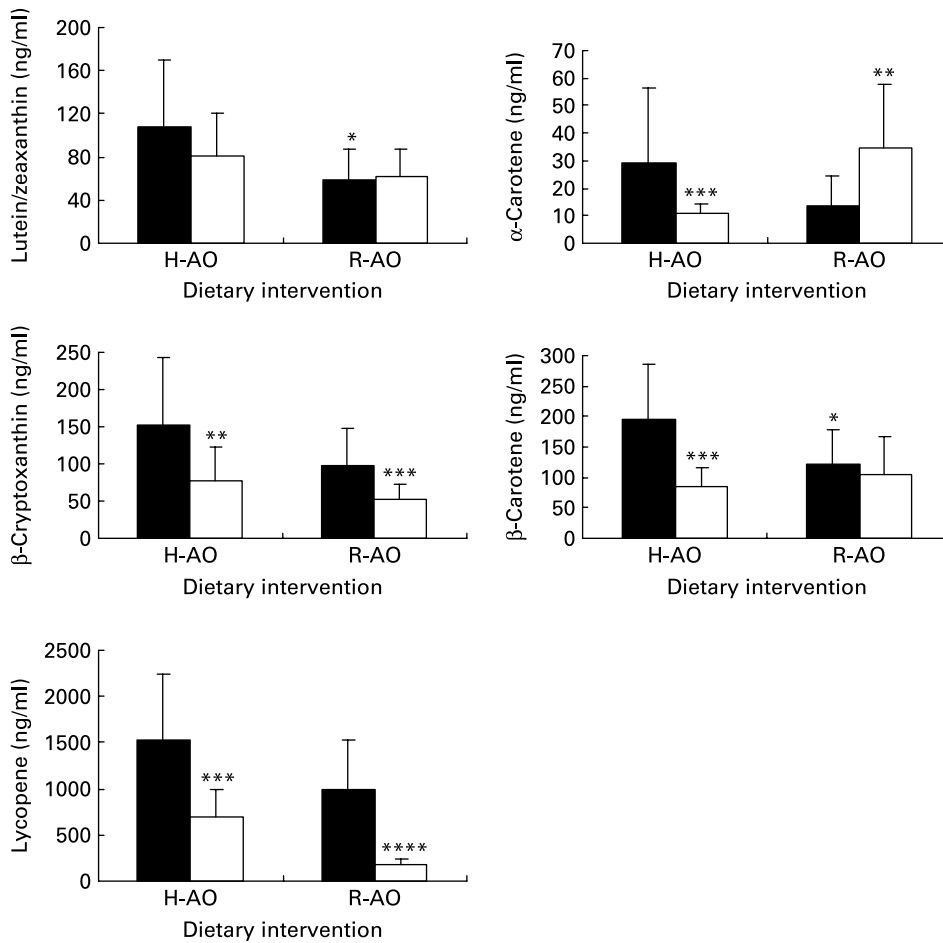 Lutein/zeaxanthin (ng/ml)
200
160
120
80
40
0
*
H-AO R-AO
Dietary intervention
α-Carotene (ng/ml)
70
60
50
40
30
20
10
0
***
**
H-AO R-AO
Dietary intervention
β-Cryptoxanthin (ng/ml)
250
200
150
100
50
0
**
***
H-AO R-AO
Dietary intervention
β-Carotene (ng/ml)
300
250
200
150
100
50
0
***
*
H-AO R-AO
Dietary intervention
Lycopene (ng/ml)
2500
2000
1500
1000
500
0
***
****
H-AO R-AO
Dietary intervention